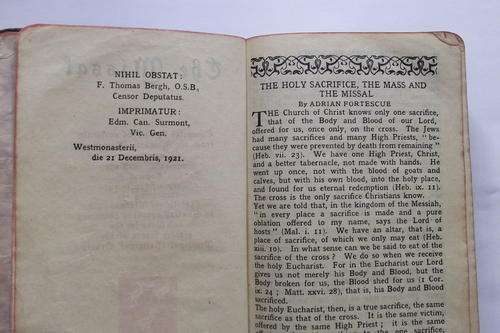 NIHIL OBSTAT:
F. Thomas Bergh, O.S.B.,
Censor Deputatus.
IMPRIMATUR:
Edm. Can. Surmont,
Vic. Gen.
Westmonasterii,
die 21 Decembris, 1921.
THE HOLY SACRIFICE, THE MASS AND
THE MISSAL
By ADRIAN FORTESCUE
THE Church of Christ knows only one sacrifice,
that of the Body and Blood of our Lord,
offered for us, once only, on the cross. The Jews
had many sacrifices and many High Priests, "be-
cause they were prevented by death from remaining"
(Heb. vii. 23). We have one High Priest, Christ,
and a better tabernacle, not made with hands. He
went up once, not with the blood of goats and
calves, but with his own blood, into the holy place,
and found for us eternal redemption (Heb. ix. 11).
The cross is the only sacrifice Christians know.
Yet we are told that, in the kingdom of the Messiah,
"in every place a sacrifice is made and a pure
oblation offered to my name, says the Lord of
hosts" (Mal. i. 11). We have an altar, that is, a
place of sacrifice, of which we only may eat (Heb.
xiii. 10). In what sense can we be said to eat of the
sacrifice of the cross? We do so when we receive
the holy Eucharist. For in the Eucharist our Lord
gives us not merely his Body and Blood, but the
Body broken for us, the Blood shed for us (1 Cor.
ix. 24; Matt. xxvi. 28), that is, his Body and Blood
sacrificed.
The holy Eucharist, then, is a true sacrifice, the same
sacrifice as that of the cross. It is the same victim,
offered by the same High Priest; it is the same